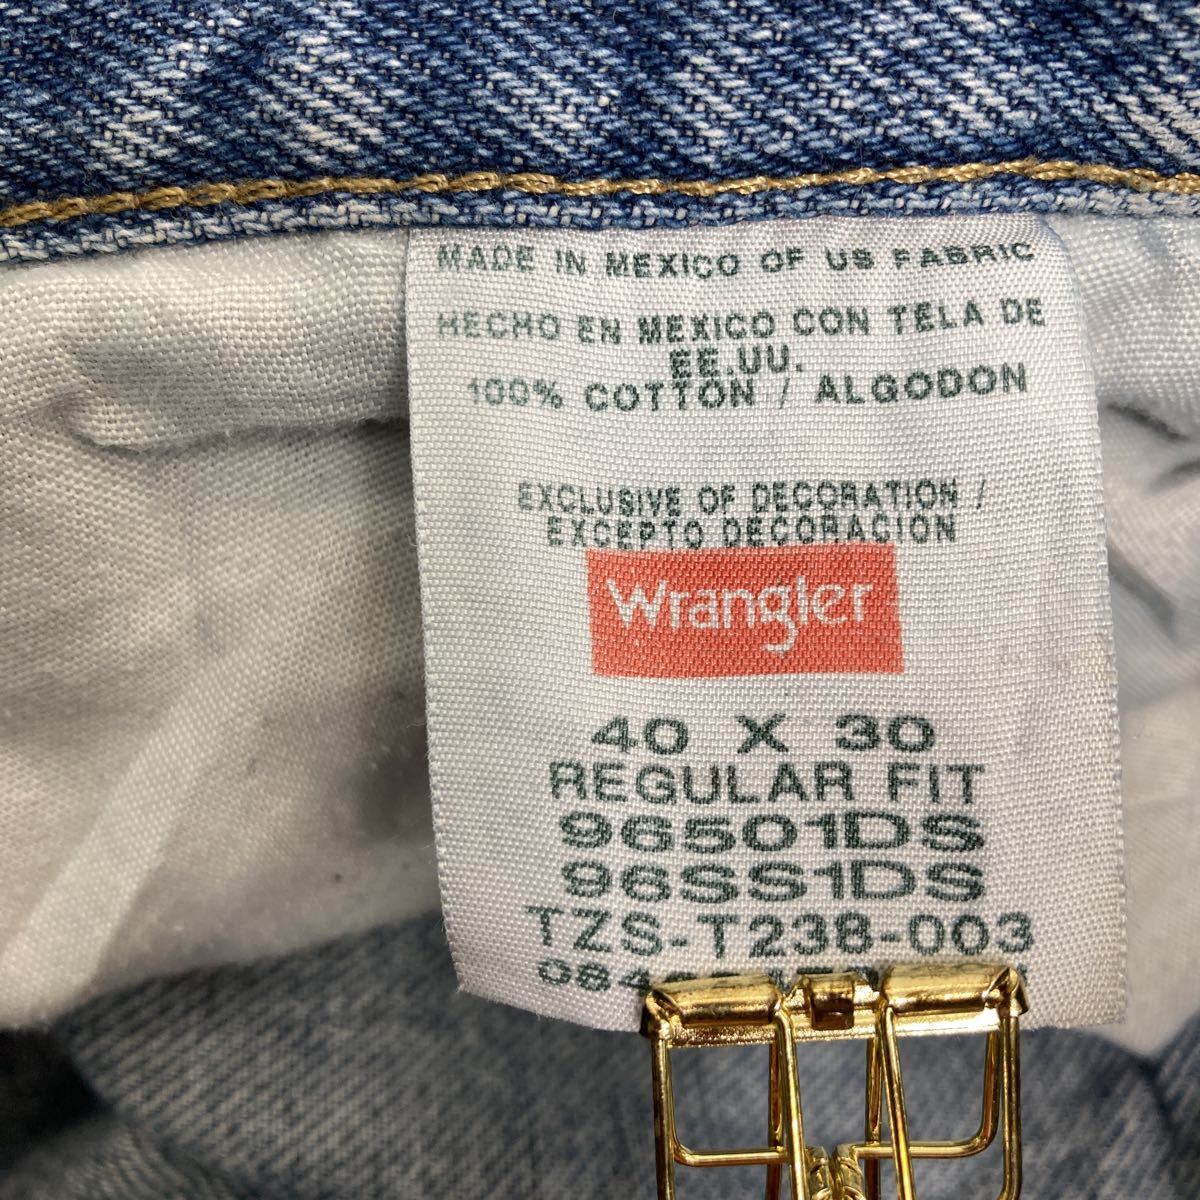 MADE IN MEXICO OF US FABRIC
HECHO EN MEXICO CON TELA DE
EE.UU.
100% COTTON / ALGODON
EXCLUSIVE OF DECORATION /
EXCEPTO DECORACION
Wrangler
40 X 30
REGULAR FIT
96501DS
96SS1DS
TZS-T238-003